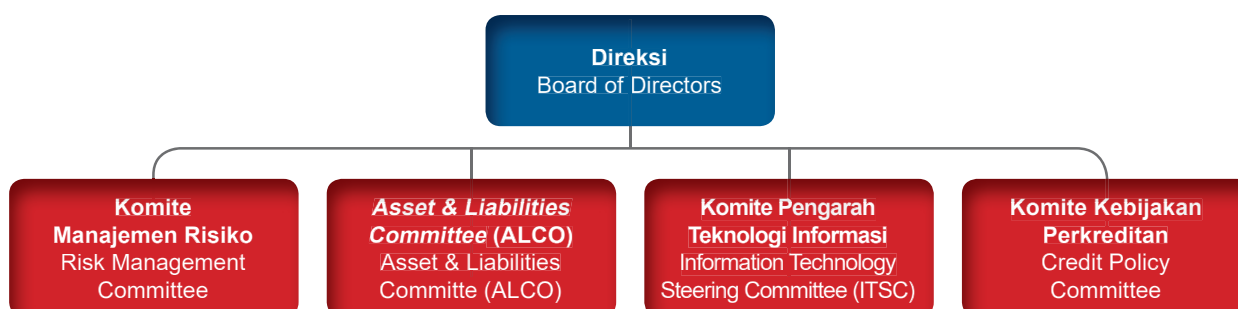 Direksi
Board of Directors
Komite
Manajemen Risiko
Risk Management
Committee
Asset & Liabilities
Committee (ALCO)
Asset & Liabilities
Committe (ALCO)
Komite Pengarah
Teknologi Informasi
Information Technology
Steering Committee (ITSC)
Komite Kebijakan
Perkreditan
Credit Policy
Committee